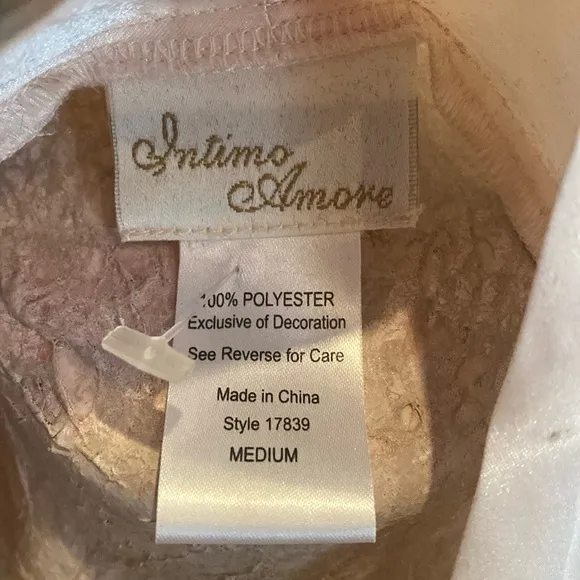 Intimo
Amore
100% POLYESTER
Exclusive of Decoration
See Reverse for Care
Made in China
Style 17839
MEDIUM